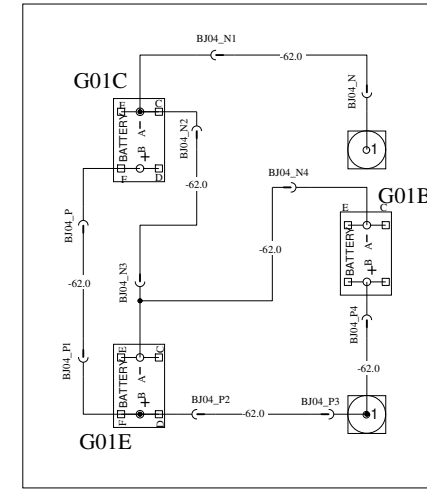 BJ04_N1
-62.0
G01C
BJ04_N
E C
BATTERY
A -
B +
F D
BJ04_N2
1
-62.0
BJ04_N4
G01B
E C
BATTERY
A -
B +
BJ04_P
-62.0
BJ04_N3
-62.0
BJ04_P4
BJ04_P1
E C
BATTERY
A -
B +
F D
-62.0
BJ04_P2
-62.0
BJ04_P3
1
G01E